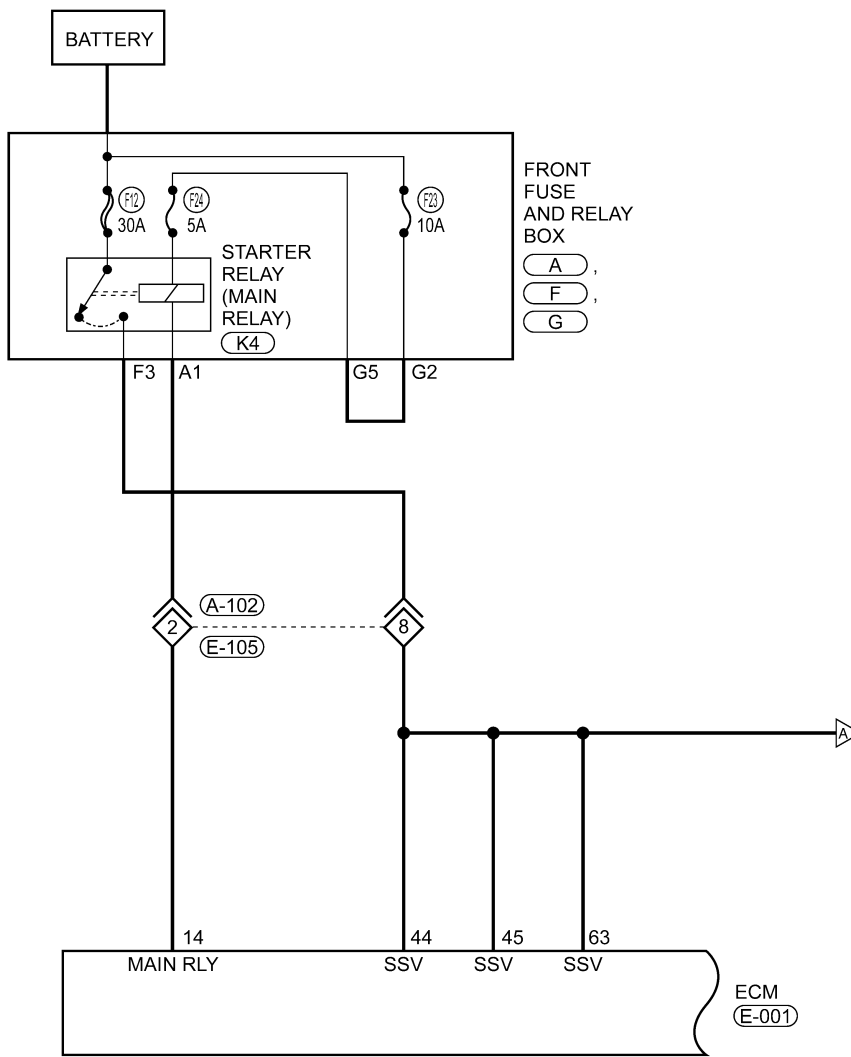 BATTERY
FRONT
FUSE
AND RELAY
BOX
A ,
F ,
G
F12
30A
F24
5A
F23
10A
STARTER
RELAY
(MAIN
RELAY)
K4
F3 A1 G5 G2
A-102
2 8
E-105
A
14 44 45 63
MAIN RLY SSV SSV SSV
ECM
E-001